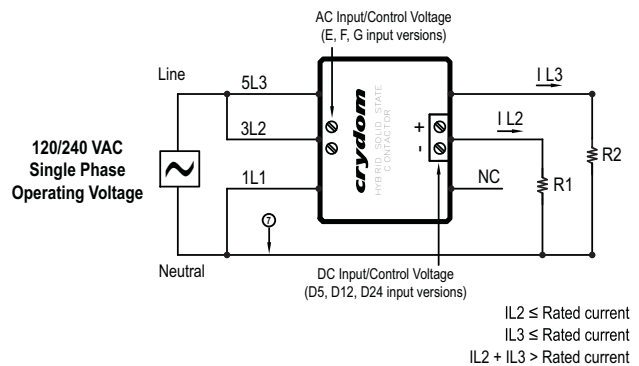 AC Input/Control Voltage
(E, F, G input versions)
Line
5L3
3L2
1L1
120/240 VAC
Single Phase
Operating Voltage
7
Neutral
crydom
HYBRID SOLID STATE
CONTACTOR
+
-
I L3
I L2
NC
R1
R2
DC Input/Control Voltage
(D5, D12, D24 input versions)
IL2 ≤ Rated current
IL3 ≤ Rated current
IL2 + IL3 > Rated current